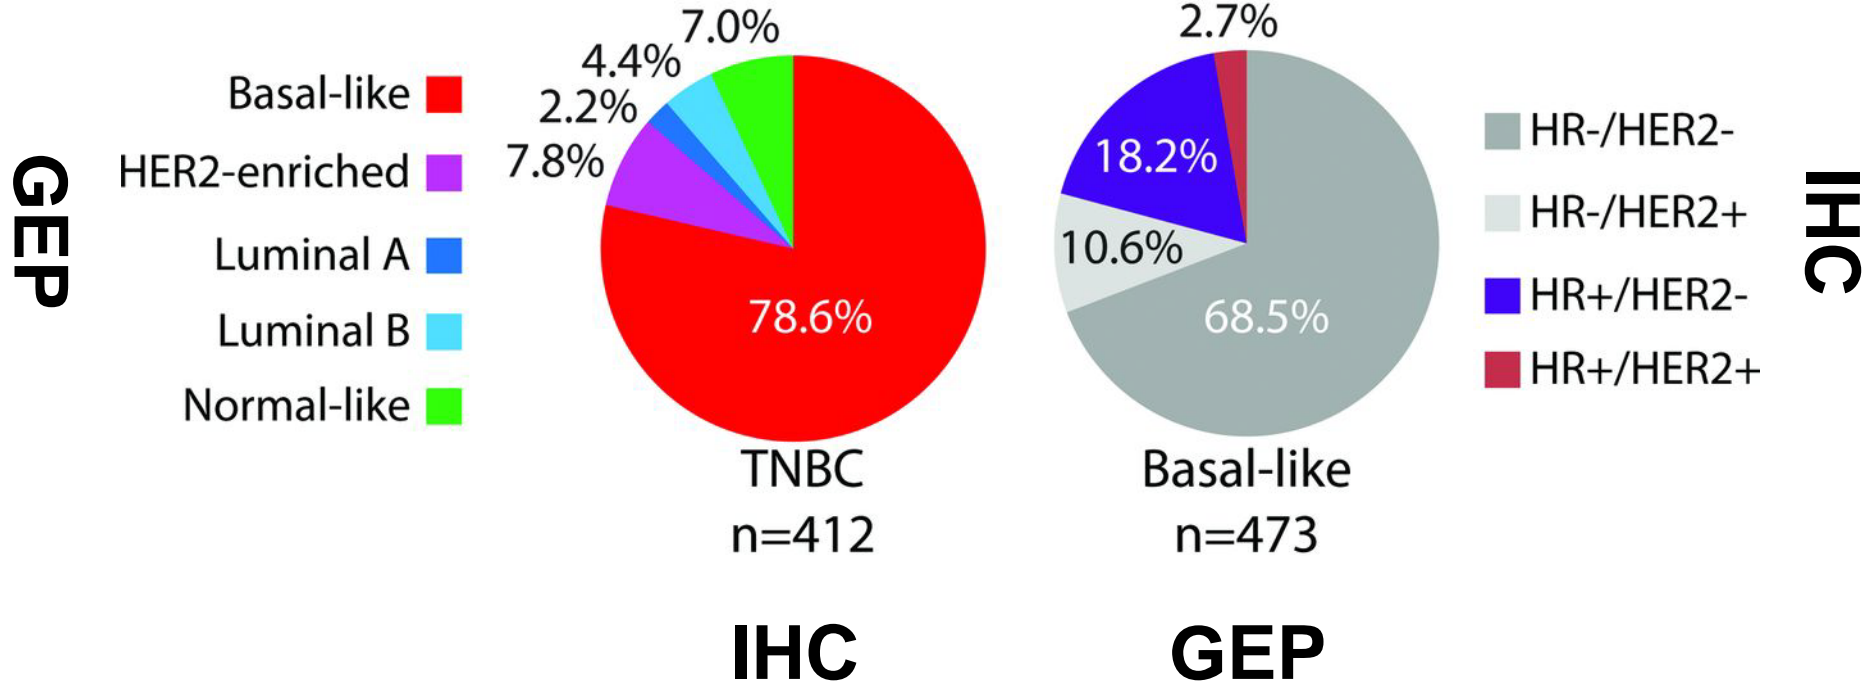 GEP
Basal-like
HER2-enriched
Luminal A
Luminal B
Normal-like
7.0%
4.4%
2.2%
7.8%
78.6%
TNBC
n=412
IHC
2.7%
18.2%
10.6%
68.5%
Basal-like
n=473
GEP
HR-/HER2-
HR-/HER2+
HR+/HER2-
HR+/HER2+
IHC